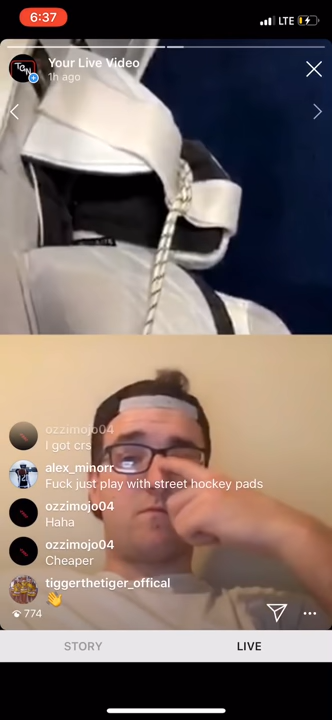 6:37
LTE
TGN
Your Live Video
1h ago
ozzimojo04
I got crs
alex_minorr
Fuck just play with street hockey pads
ozzimojo04
Haha
ozzimojo04
Cheaper
tiggerthetiger_offical
👋
774
STORY
LIVE